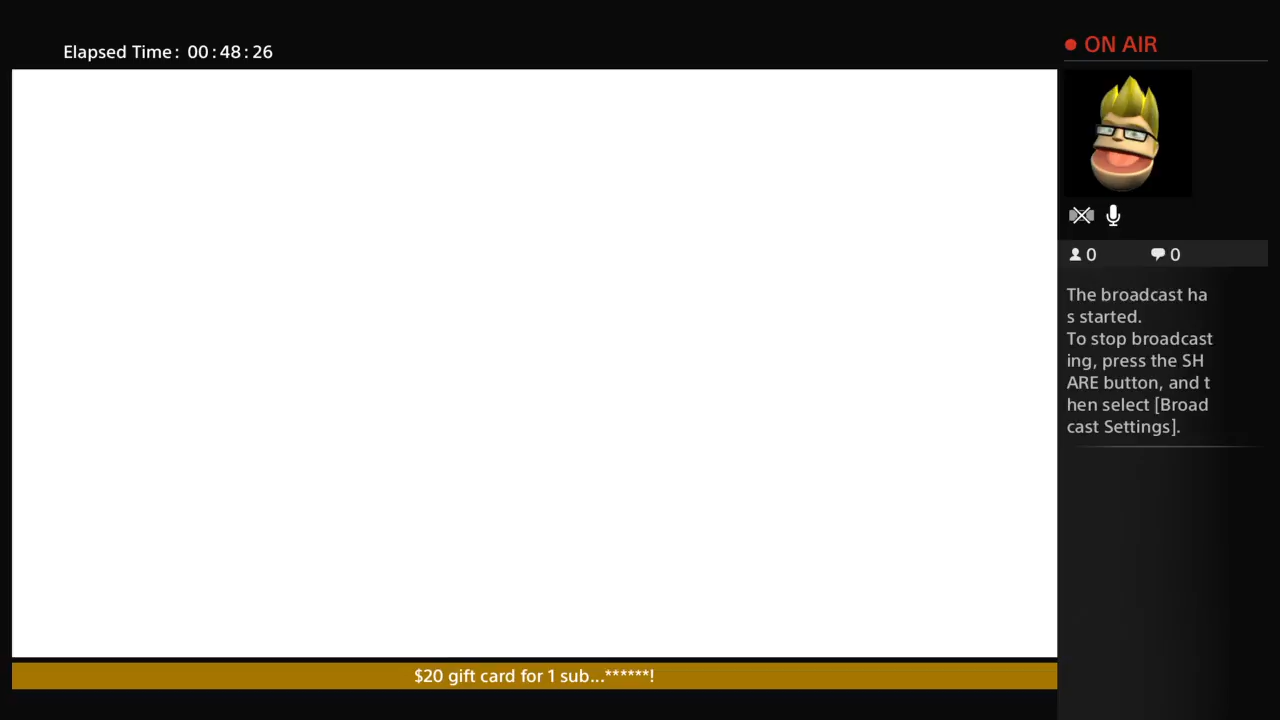 Elapsed Time: 00:48:26
ON AIR
0 0
The broadcast ha
s started.
To stop broadcast
ing, press the SH
ARE button, and t
hen select [Broad
cast Settings].
$20 gift card for 1 sub...******!